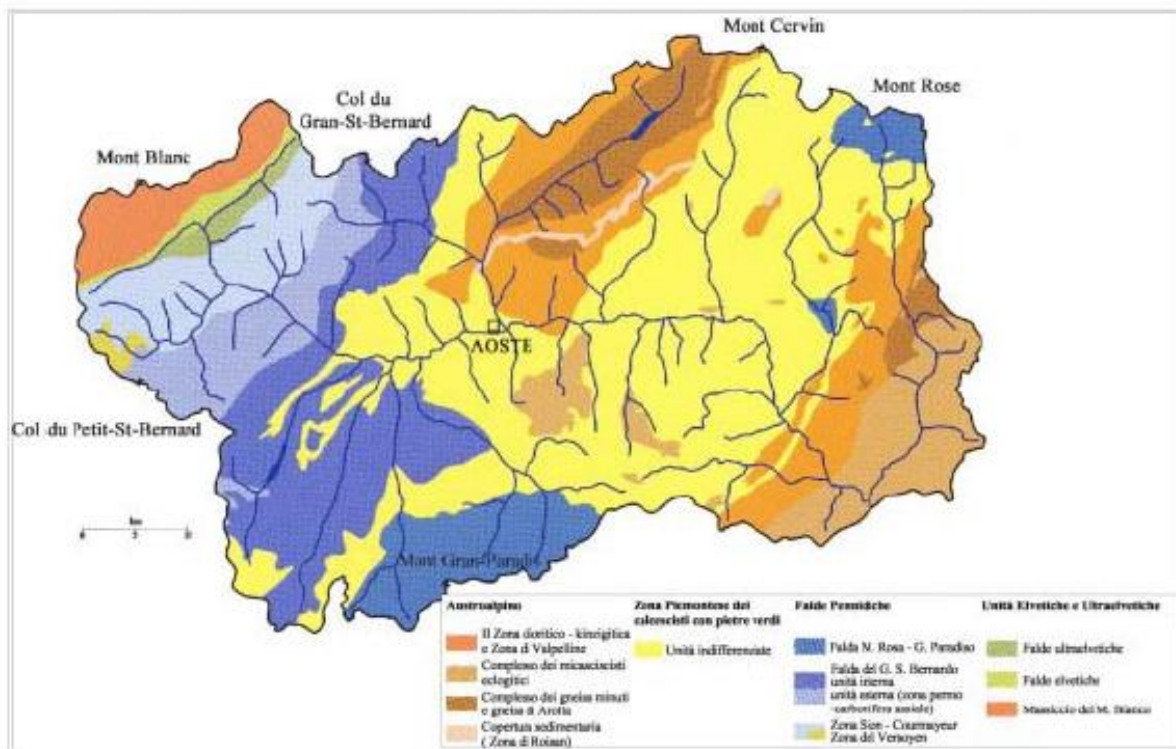 Mont Cervin
Mont Rose
Col du
Gran-St-Bernard
Mont Blanc
AOSTE
Col du Petit-St-Bernard
km
0 5
Mont Gran-Paradis
Austroalpino
II Zona dioritico - kinzigitica
e Zona di Valpelline
Complesso dei micascisti
eclogitici
Complesso dei gneiss minuti
e gneiss di Arolla
Copertura sedimentaria
( Zona di Roisan)
Zona Piemontese dei
calcescisti con pietre verdi
Unità indifferenziate
Falde Pennidiche
Falda M. Rosa - G. Paradiso
Falda del G. S. Bernardo
unità interna
unità esterna (zona permo
-carbonifera assiale)
Zona Sion - Courmayeur
Zona del Versoyen
Unità Elvetiche e Ultraelvetiche
Falde ultraelvetiche
Falde elvetiche
Massiccio del M. Bianco